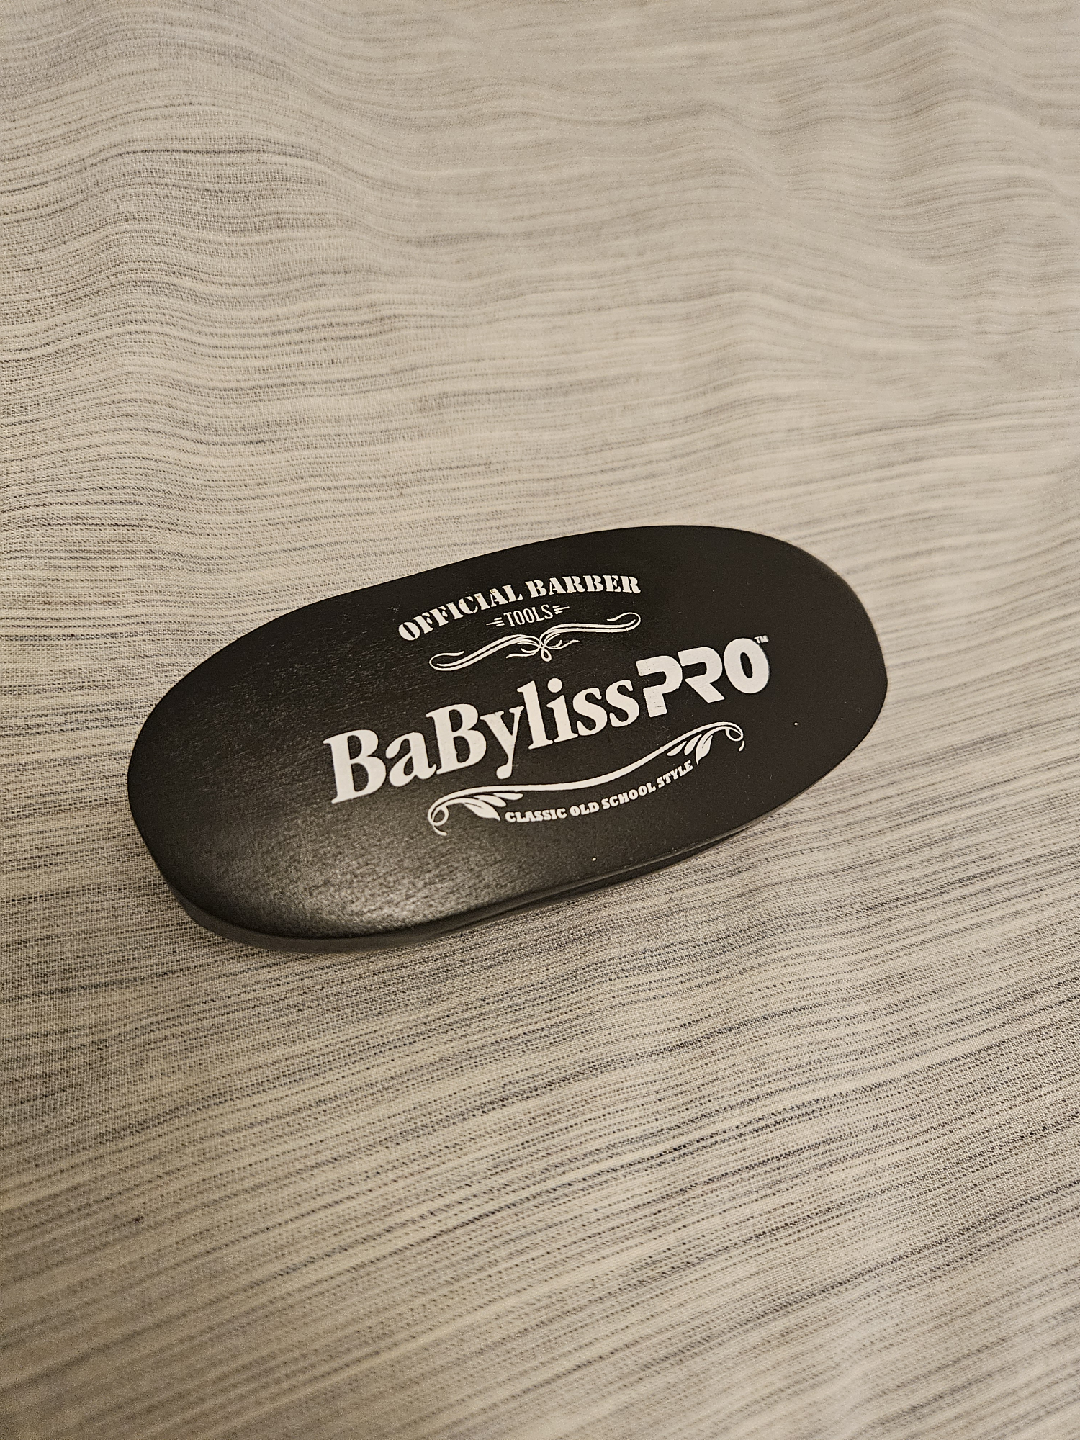 OFFICIAL BARBER
TOOLS
BaBylissPRO™
CLASSIC OLD SCHOOL STYLE